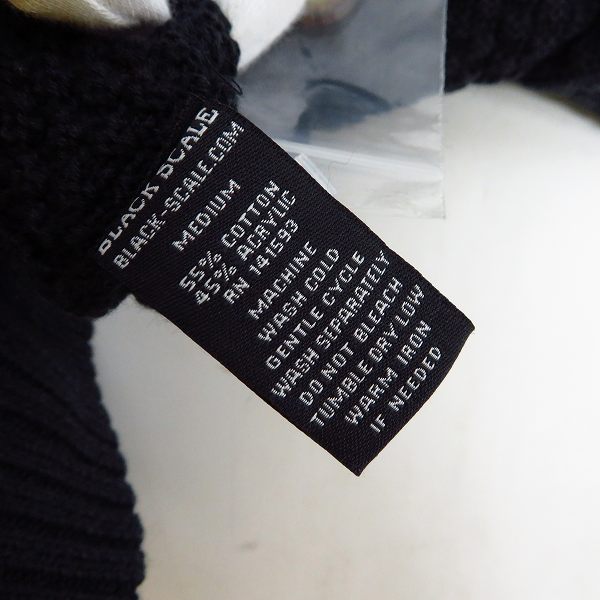 BLACK SCALE
BLACK-SCALE.COM
MEDIUM
55% COTTON
45% ACRYLIC
RN 141593
MACHINE
WASH COLD
GENTLE CYCLE
WASH SEPARATELY
DO NOT BLEACH
TUMBLE DRY LOW
WARM IRON
IF NEEDED